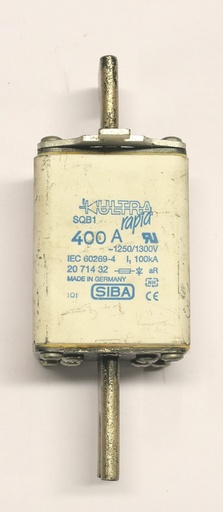 ULTRA
rapid
SQB1
400 A
~1250/1300V
IEC 60269-4 I₁ 100kA
20 714 32 aR
MADE IN GERMANY
SIBA
CE